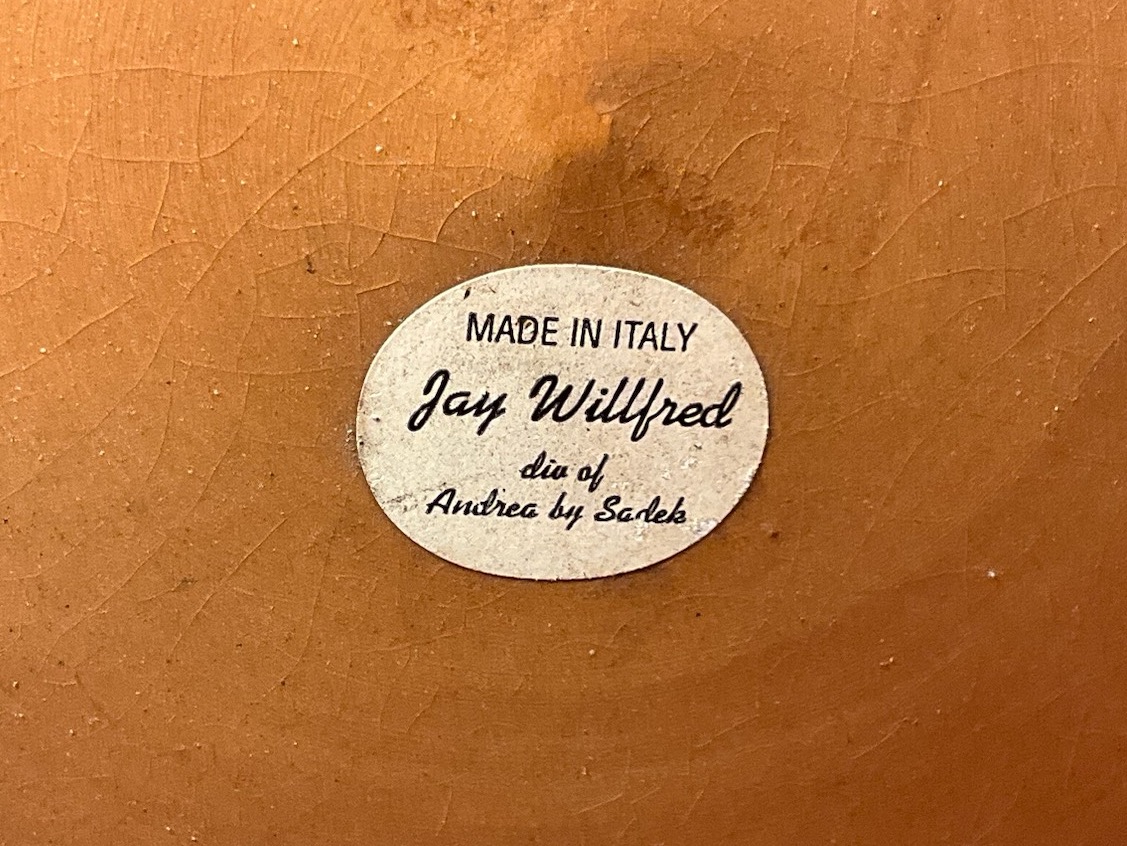 MADE IN ITALY
Jay Willfred
div of
Andrea by Sadek